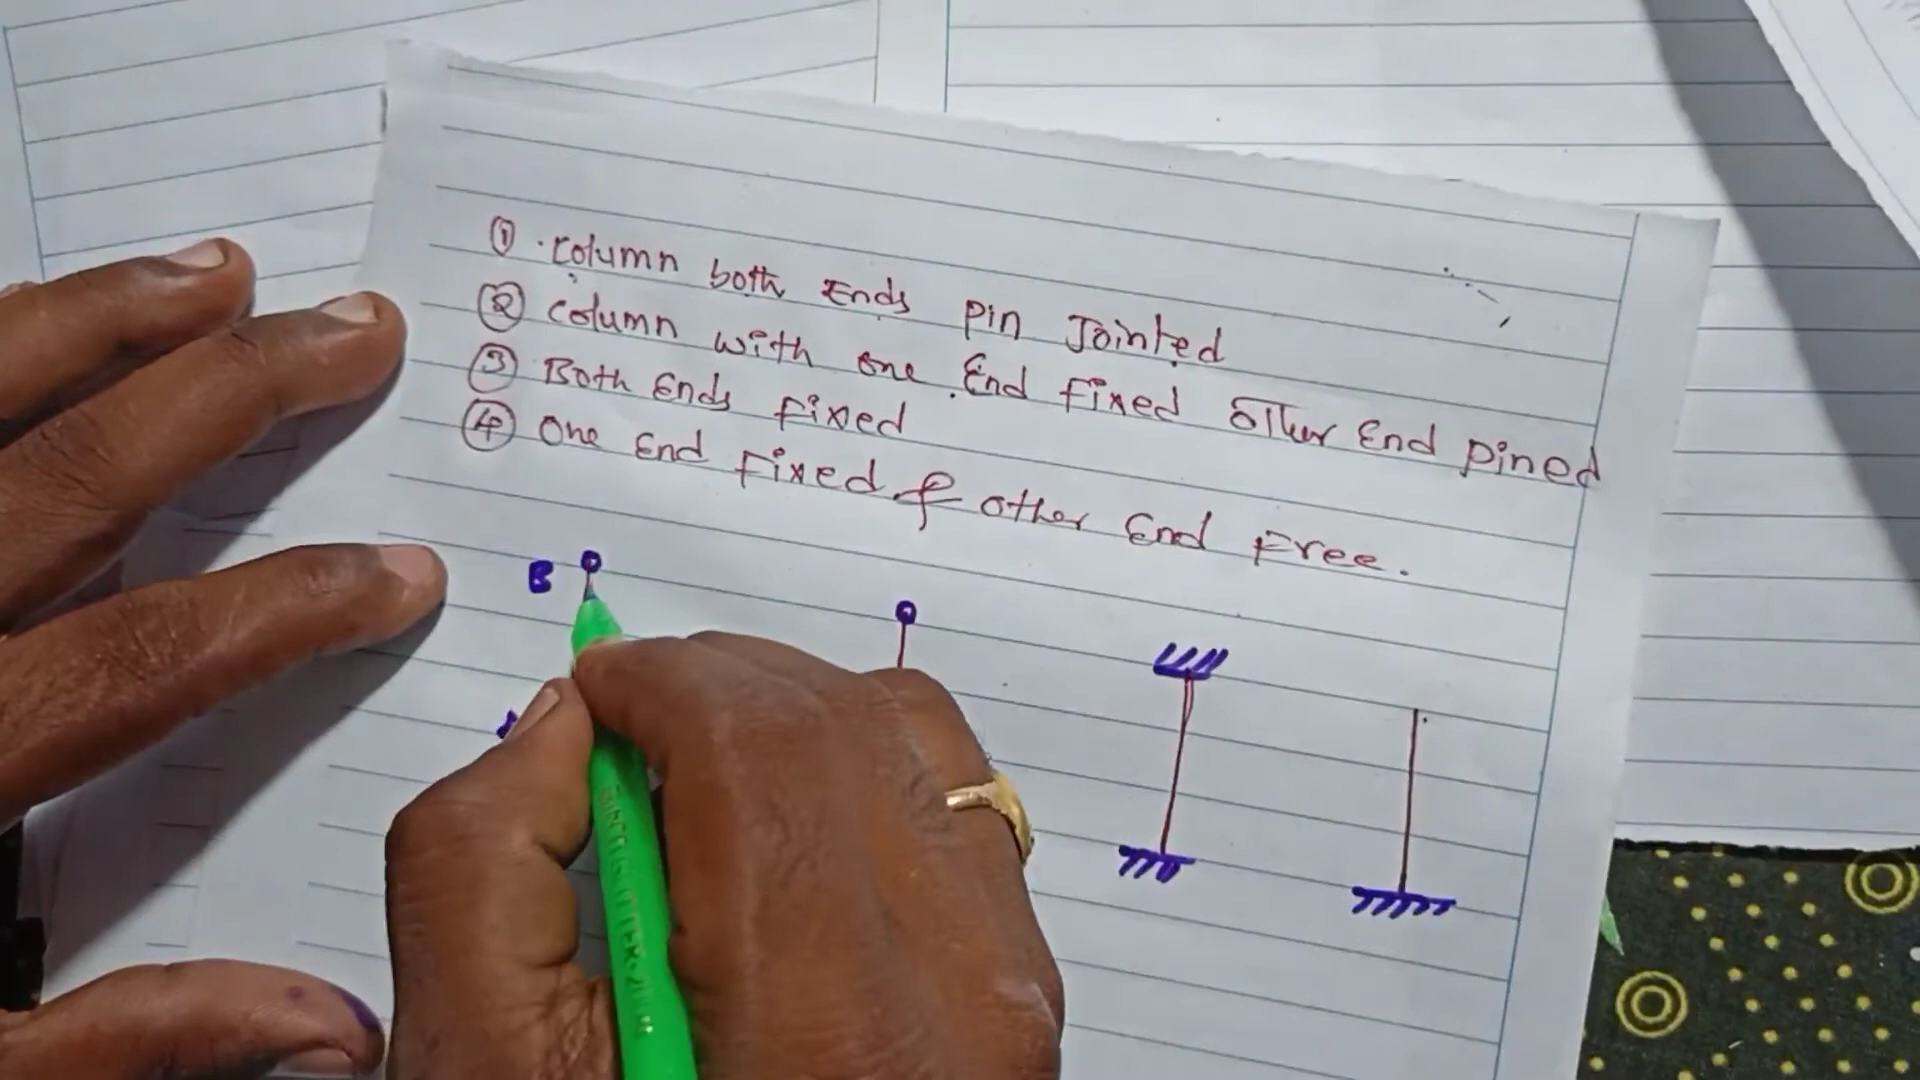 ① column both Ends Pin Jointed
② column with one End fixed other End Pined
③ Both Ends fixed
④ One End Fixed & other End Free.
B